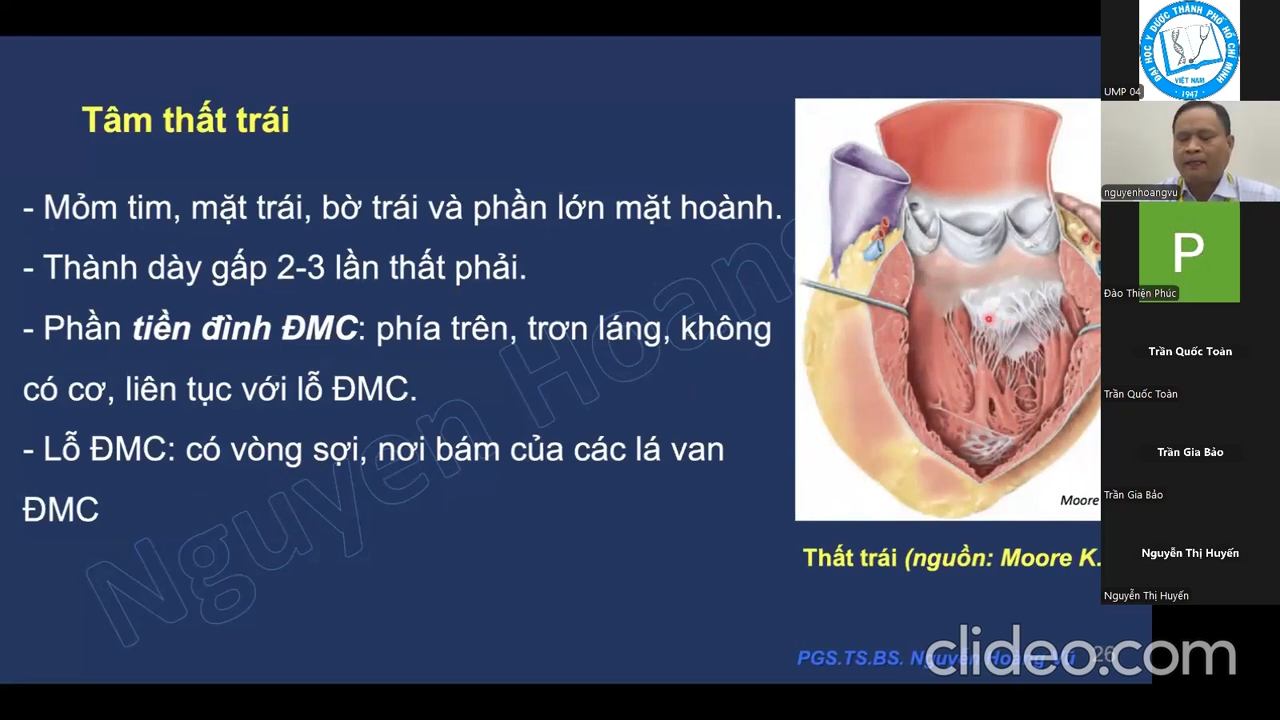 Tâm thất trái
- Mỏm tim, mặt trái, bờ trái và phần lớn mặt hoành.
- Thành dày gấp 2-3 lần thất phải.
- Phần tiền đình ĐMC: phía trên, trơn láng, không
có cơ, liên tục với lỗ ĐMC.
- Lỗ ĐMC: có vòng sợi, nơi bám của các lá van
ĐMC
Nguyen Hoang
Moore
Thất trái (nguồn: Moore K.
PGS.TS.BS. Nguyễn Hoàng Vũ
26
clideo.com
ĐẠI HỌC Y DƯỢC THÀNH PHỐ HỒ CHÍ MINH
VIỆT NAM
1947
UMP 04
nguyenhoangvu
P
Đào Thiện Phúc
Trần Quốc Toàn
Trần Quốc Toàn
Trần Gia Bảo
Trần Gia Bảo
Nguyễn Thị Huyến
Nguyễn Thị Huyến